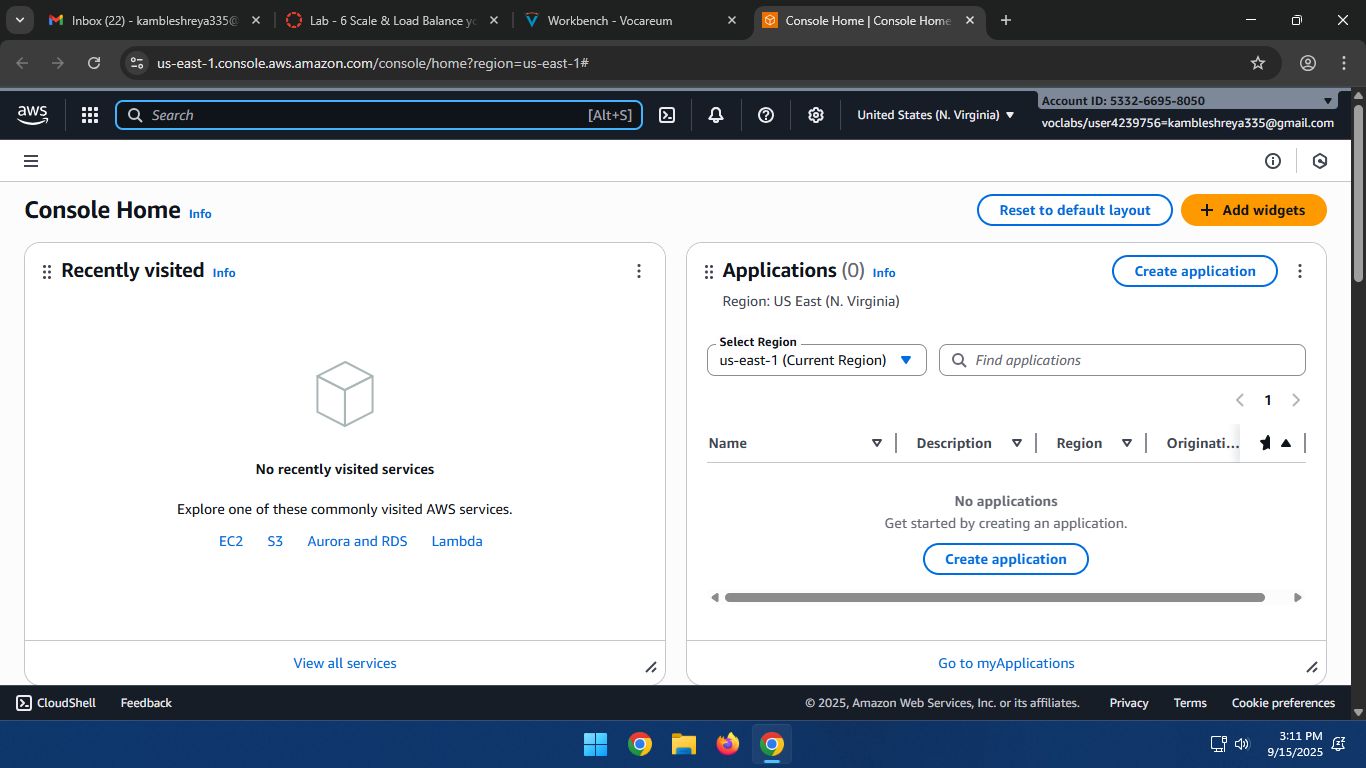 Inbox (22) - kambleshreya335@
Lab - 6 Scale & Load Balance yo
Workbench - Vocareum
Console Home | Console Home
us-east-1.console.aws.amazon.com/console/home?region=us-east-1#
aws
Search
[Alt+S]
United States (N. Virginia)
Account ID: 5332-6695-8050
voclabs/user4239756=kambleshreya335@gmail.com
Console Home Info
Reset to default layout
Add widgets
Recently visited Info
No recently visited services
Explore one of these commonly visited AWS services.
EC2 S3 Aurora and RDS Lambda
View all services
Applications (0) Info
Create application
Region: US East (N. Virginia)
Select Region
us-east-1 (Current Region)
Find applications
1
Name Description Region Originati...
No applications
Get started by creating an application.
Create application
Go to myApplications
CloudShell Feedback
© 2025, Amazon Web Services, Inc. or its affiliates. Privacy Terms Cookie preferences
3:11 PM
9/15/2025